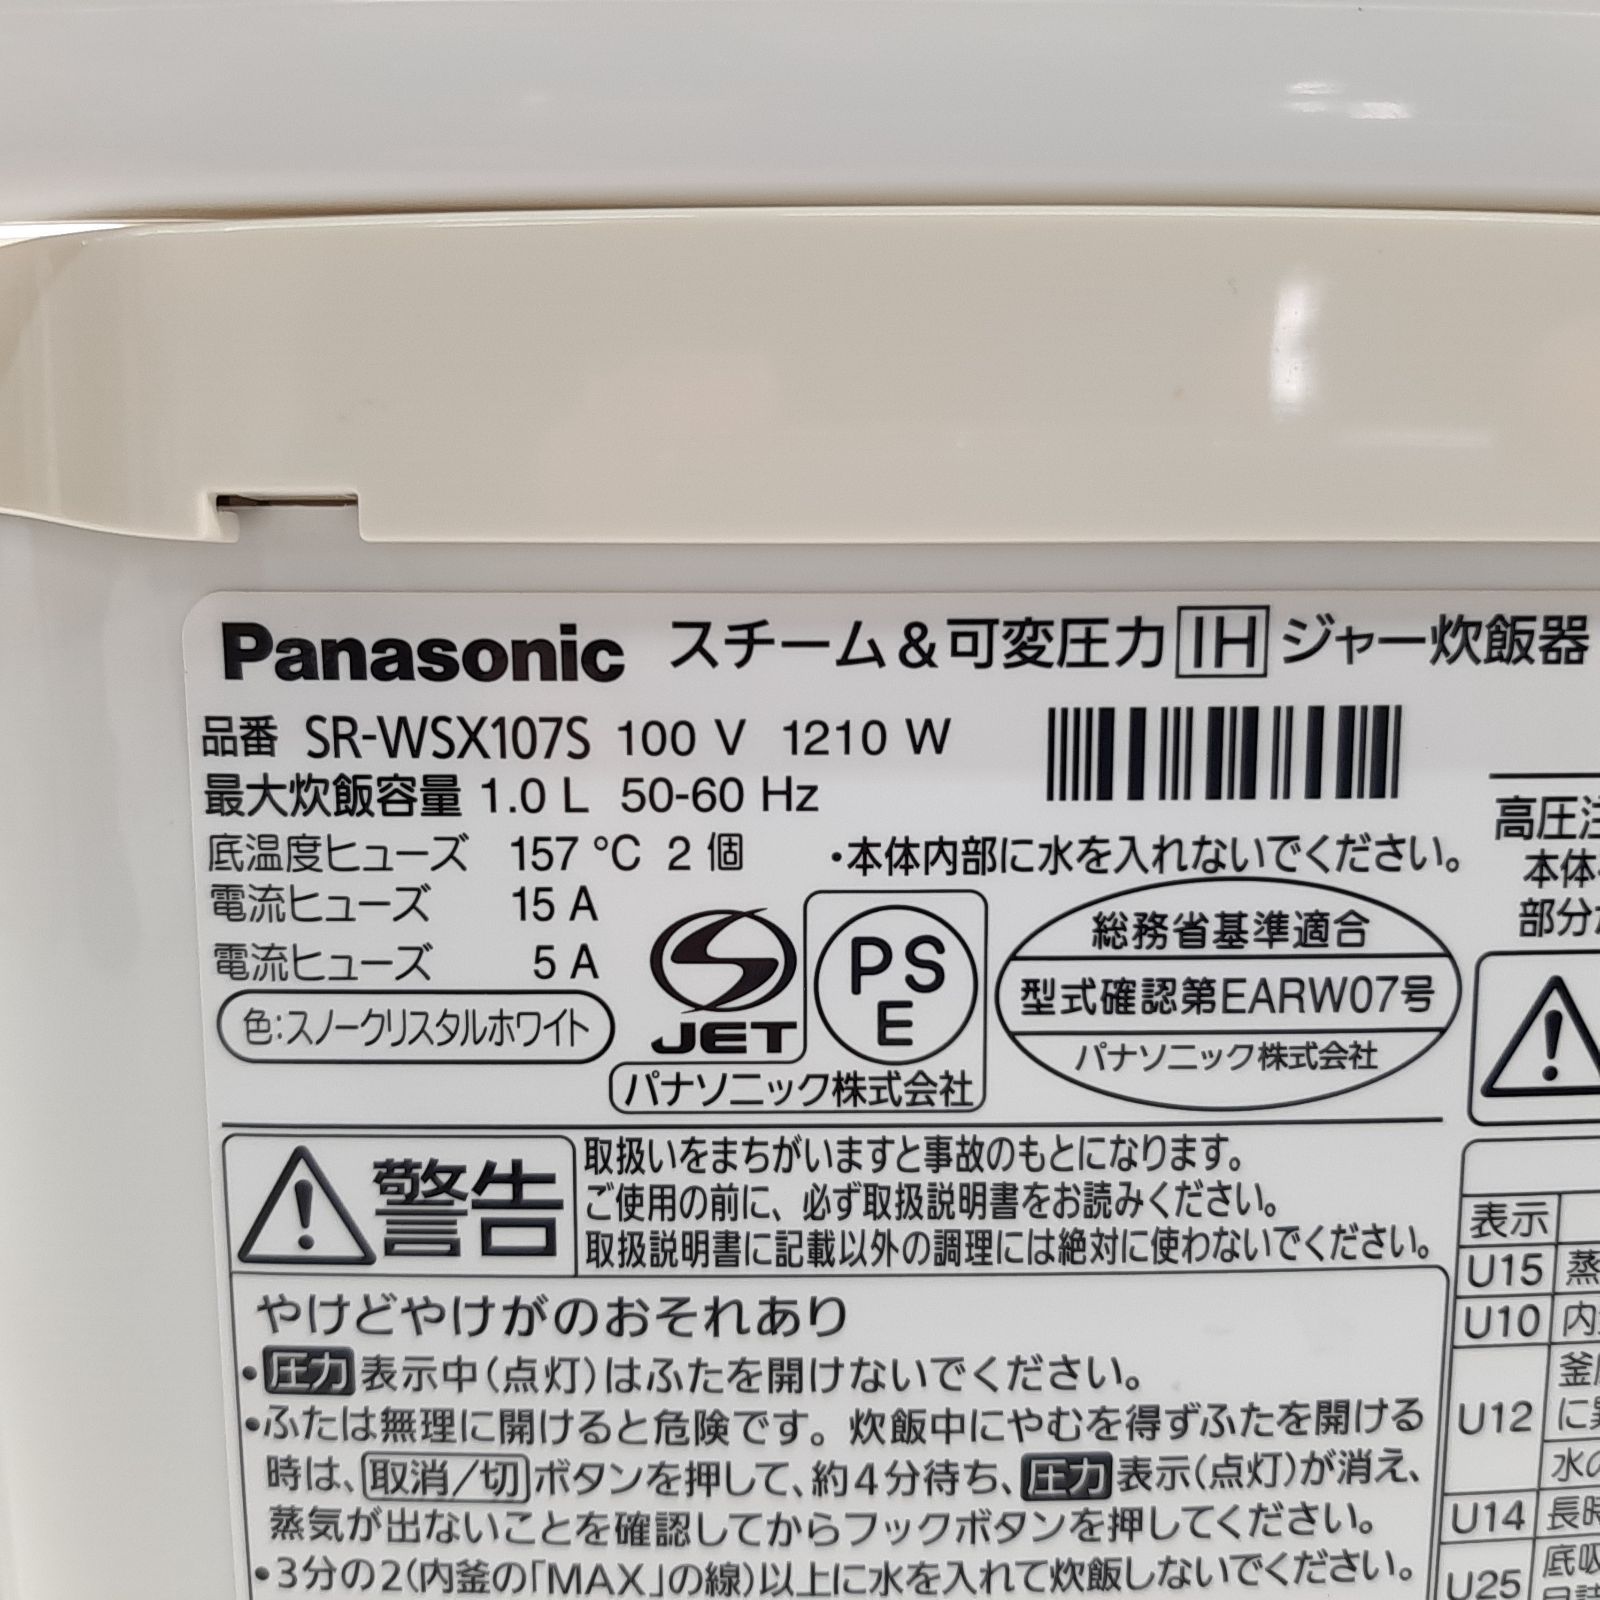 Panasonic スチーム&可変圧力IHジャー炊飯器
品番 SR-WSX107S 100 V 1210 W
最大炊飯容量 1.0 L 50-60 Hz
底温度ヒューズ 157 ℃ 2 個
電流ヒューズ 15 A
電流ヒューズ 5 A
色:スノークリスタルホワイト
・本体内部に水を入れないでください。
JET
PS
E
パナソニック株式会社
総務省基準適合
型式確認第EARW07号
パナソニック株式会社
警告
取扱いをまちがいますと事故のもとになります。
ご使用の前に、必ず取扱説明書をお読みください。
取扱説明書に記載以外の調理には絶対に使わないでください。
やけどやけがのおそれあり
・圧力表示中(点灯)はふたを開けないでください。
・ふたは無理に開けると危険です。炊飯中にやむを得ずふたを開ける
時は、取消/切ボタンを押して、約4分待ち、圧力表示(点灯)が消え、
蒸気が出ないことを確認してからフックボタンを押してください。
・3分の2(内釜の「MAX」の線)以上に水を入れて炊飯しないでください。
高圧注
本体
部分
表示
U15 蒸
U10 内
U12 釜
に
水の
U14 長時
U25 底吸